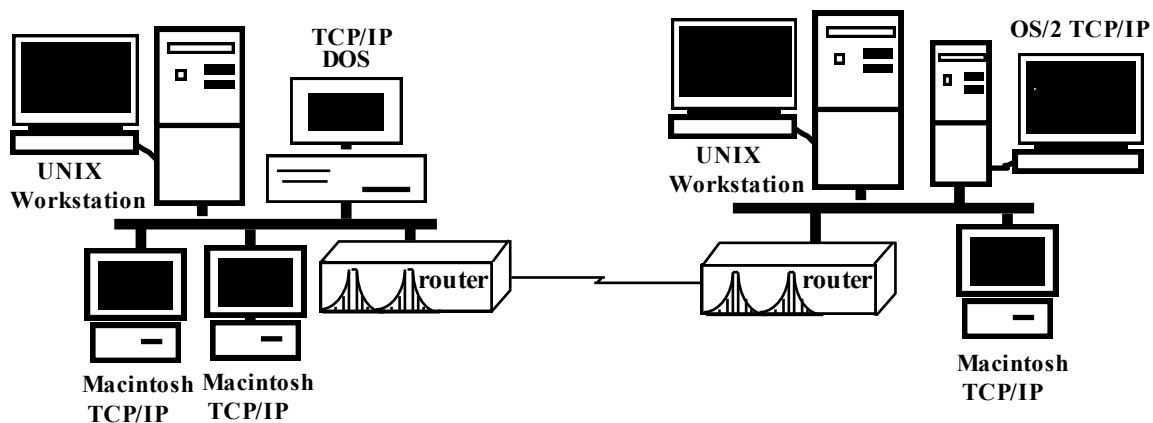 TCP/IP
DOS
UNIX
Workstation
router
Macintosh
TCP/IP
Macintosh
TCP/IP
OS/2 TCP/IP
UNIX
Workstation
router
Macintosh
TCP/IP